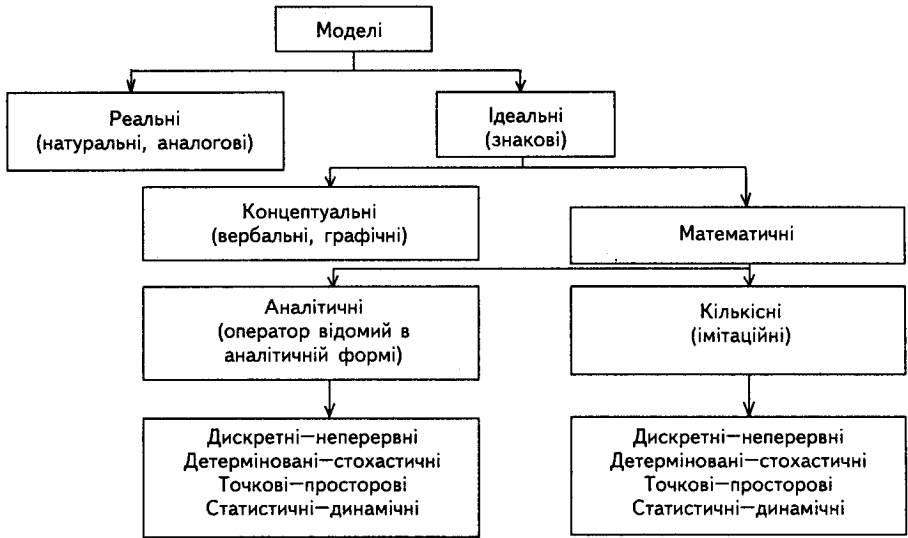 Моделі
Реальні
(натуральні, аналогові)
Ідеальні
(знакові)
Концептуальні
(вербальні, графічні)
Математичні
Аналітичні
(оператор відомий в
аналітичній формі)
Кількісні
(імітаційні)
Дискретні—неперервні
Детерміновані—стохастичні
Точкові—просторові
Статистичні—динамічні
Дискретні—неперервні
Детерміновані—стохастичні
Точкові—просторові
Статистичні—динамічні